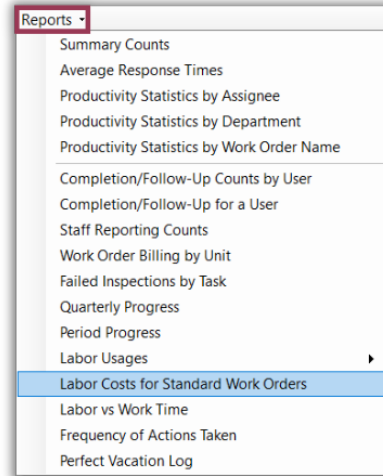 Reports
Summary Counts
Average Response Times
Productivity Statistics by Assignee
Productivity Statistics by Department
Productivity Statistics by Work Order Name
Completion/Follow-Up Counts by User
Completion/Follow-Up for a User
Staff Reporting Counts
Work Order Billing by Unit
Failed Inspections by Task
Quarterly Progress
Period Progress
Labor Usages
Labor Costs for Standard Work Orders
Labor vs Work Time
Frequency of Actions Taken
Perfect Vacation Log